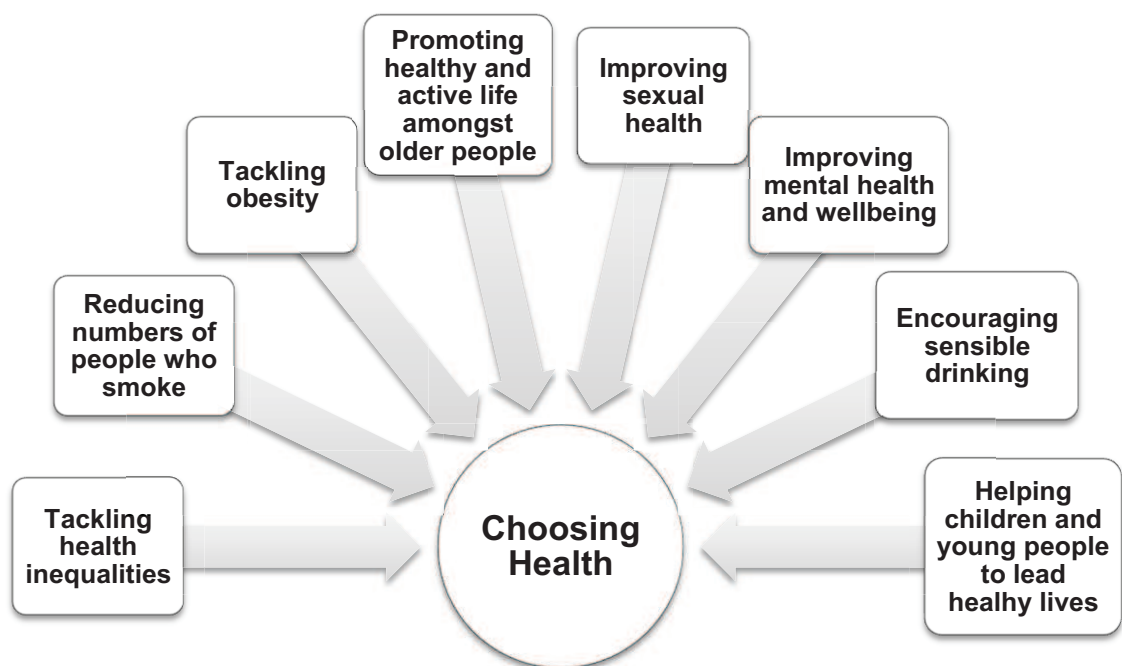 Tackling
health
inequalities
Reducing
numbers of
people who
smoke
Tackling
obesity
Promoting
healthy and
active life
amongst
older people
Improving
sexual
health
Improving
mental health
and wellbeing
Encouraging
sensible
drinking
Helping
children and
young people
to lead
healhy lives
Choosing
Health